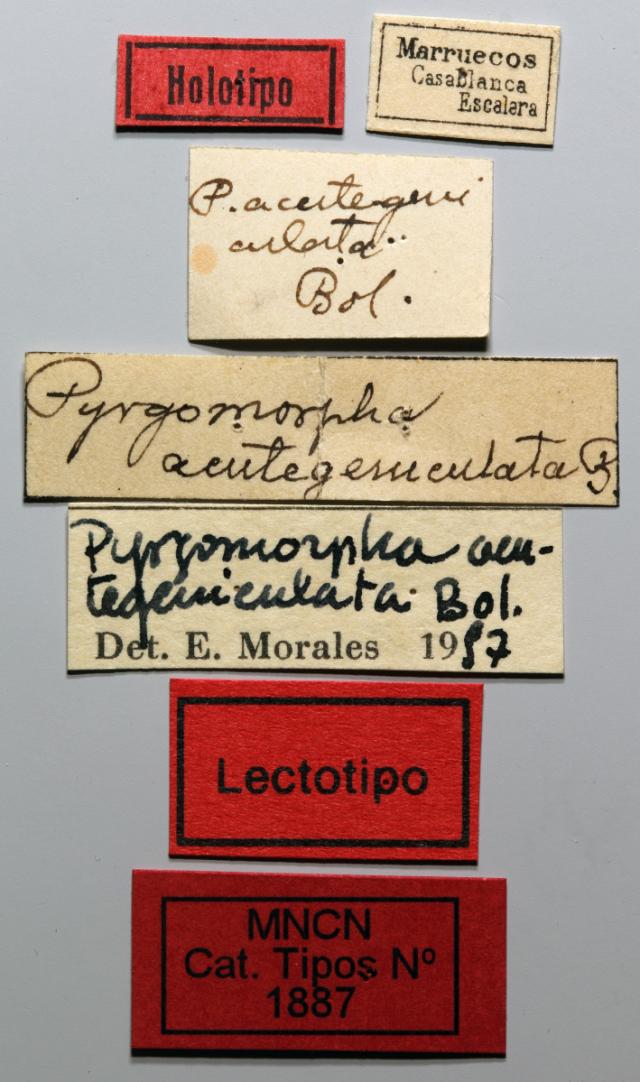 Holotipo
Marruecos
Casablanca
Escalera
P. acutegeni
culata
Bol.
Pyrgomorpha
acutegeniculata B.
Pyrgomorpha acu-
tegeniculata Bol.
Det. E. Morales 1957
Lectotipo
MNCN
Cat. Tipos Nº
1887